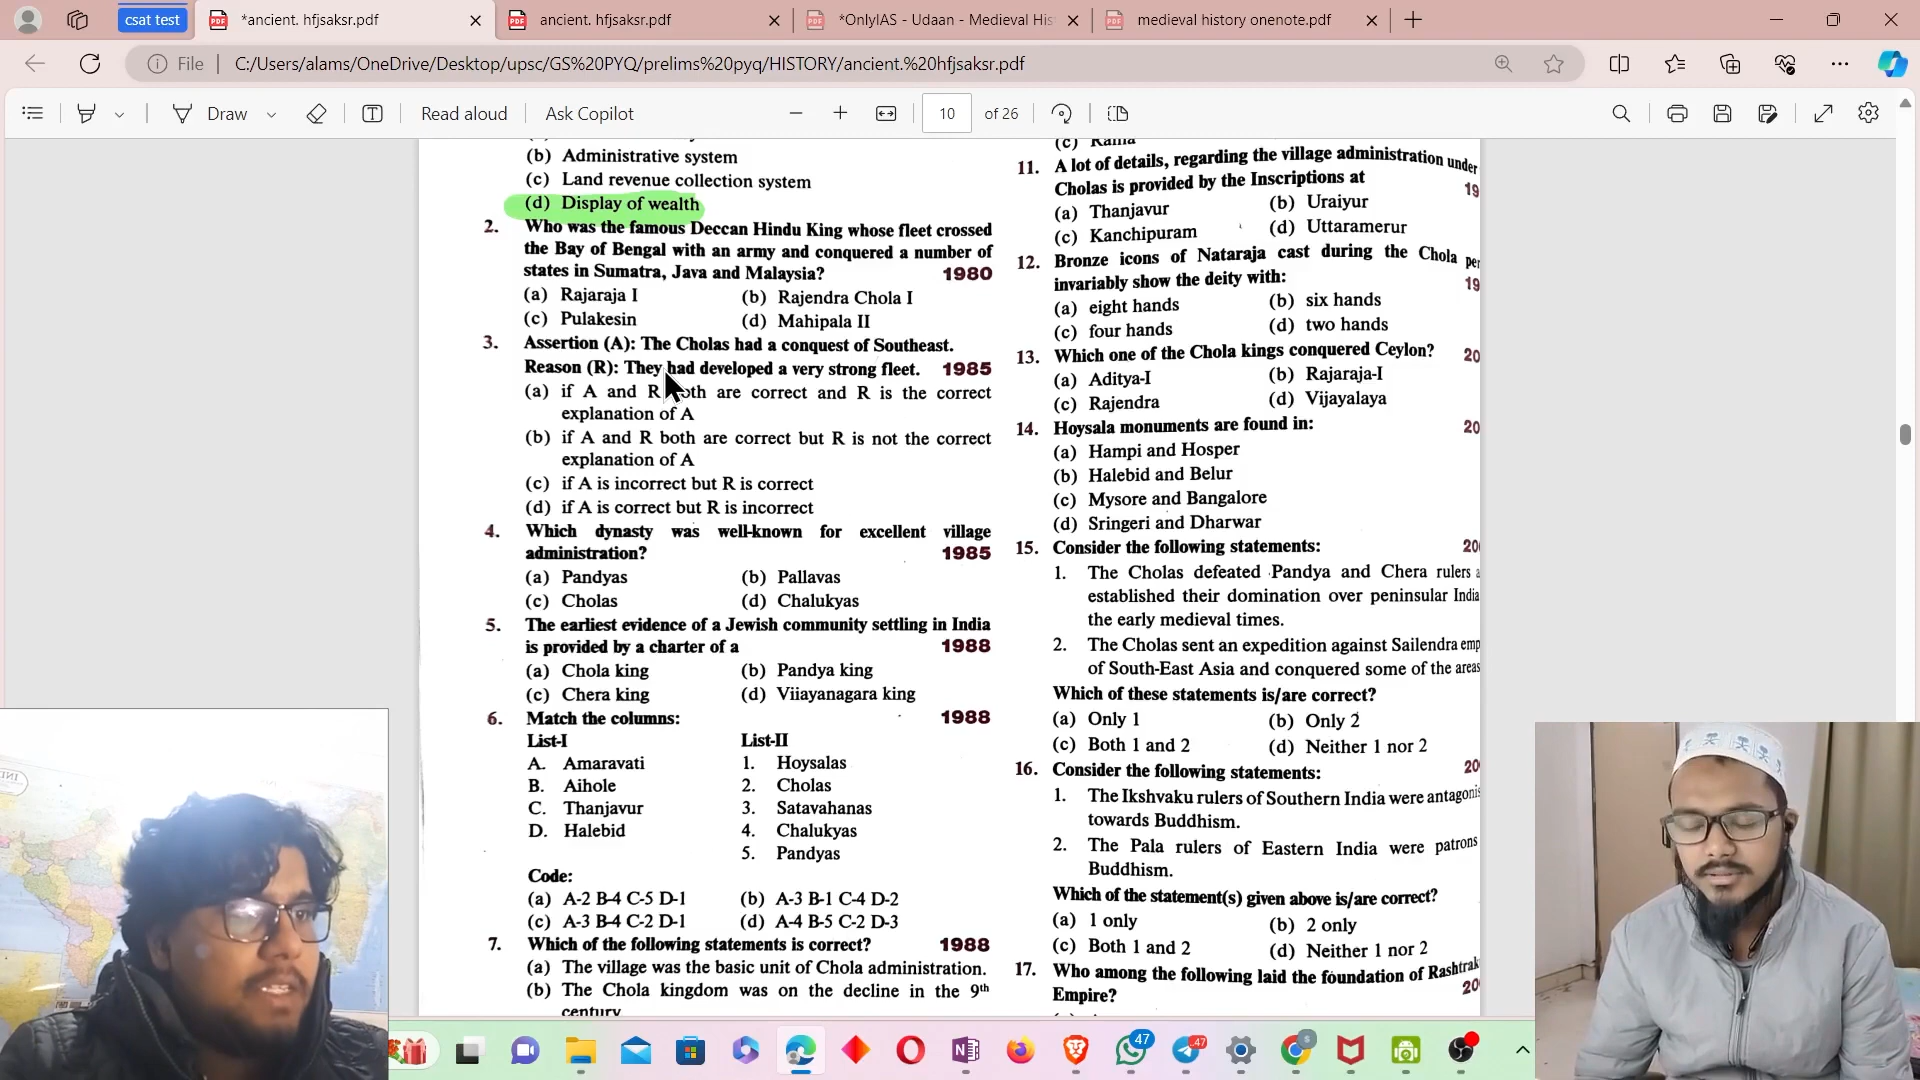 csat test
*ancient. hfjsaksr.pdf
ancient. hfjsaksr.pdf
*OnlyIAS - Udaan - Medieval His
medieval history onenote.pdf
File
C:/Users/alams/OneDrive/Desktop/upsc/GS%20PYQ/prelims%20pyq/HISTORY/ancient.%20hfjsaksr.pdf
Draw
Read aloud
Ask Copilot
10 of 26
(b) Administrative system
(c) Land revenue collection system
(d) Display of wealth
2. Who was the famous Deccan Hindu King whose fleet crossed
the Bay of Bengal with an army and conquered a number of
states in Sumatra, Java and Malaysia? 1980
(a) Rajaraja I (b) Rajendra Chola I
(c) Pulakesin (d) Mahipala II
3. Assertion (A): The Cholas had a conquest of Southeast.
Reason (R): They had developed a very strong fleet. 1985
(a) if A and R both are correct and R is the correct
explanation of A
(b) if A and R both are correct but R is not the correct
explanation of A
(c) if A is incorrect but R is correct
(d) if A is correct but R is incorrect
4. Which dynasty was well-known for excellent village
administration? 1985
(a) Pandyas (b) Pallavas
(c) Cholas (d) Chalukyas
5. The earliest evidence of a Jewish community settling in India
is provided by a charter of a 1988
(a) Chola king (b) Pandya king
(c) Chera king (d) Viiayanagara king
6. Match the columns: 1988
List-I List-II
A. Amaravati 1. Hoysalas
B. Aihole 2. Cholas
C. Thanjavur 3. Satavahanas
D. Halebid 4. Chalukyas
5. Pandyas
Code:
(a) A-2 B-4 C-5 D-1 (b) A-3 B-1 C-4 D-2
(c) A-3 B-4 C-2 D-1 (d) A-4 B-5 C-2 D-3
7. Which of the following statements is correct? 1988
(a) The village was the basic unit of Chola administration.
(b) The Chola kingdom was on the decline in the 9th
century
(c) Rama
11. A lot of details, regarding the village administration under
Cholas is provided by the Inscriptions at 19
(a) Thanjavur (b) Uraiyur
(c) Kanchipuram (d) Uttaramerur
12. Bronze icons of Nataraja cast during the Chola per
invariably show the deity with: 19
(a) eight hands (b) six hands
(c) four hands (d) two hands
13. Which one of the Chola kings conquered Ceylon? 20
(a) Aditya-I (b) Rajaraja-I
(c) Rajendra (d) Vijayalaya
14. Hoysala monuments are found in: 20
(a) Hampi and Hosper
(b) Halebid and Belur
(c) Mysore and Bangalore
(d) Sringeri and Dharwar
15. Consider the following statements: 20
1. The Cholas defeated Pandya and Chera rulers a
established their domination over peninsular India
the early medieval times.
2. The Cholas sent an expedition against Sailendra emp
of South-East Asia and conquered some of the areas
Which of these statements is/are correct?
(a) Only 1 (b) Only 2
(c) Both 1 and 2 (d) Neither 1 nor 2
16. Consider the following statements: 20
1. The Ikshvaku rulers of Southern India were antagonis
towards Buddhism.
2. The Pala rulers of Eastern India were patrons
Buddhism.
Which of the statement(s) given above is/are correct?
(a) 1 only (b) 2 only
(c) Both 1 and 2 (d) Neither 1 nor 2
17. Who among the following laid the foundation of Rashtrak
Empire? 20
47
.47